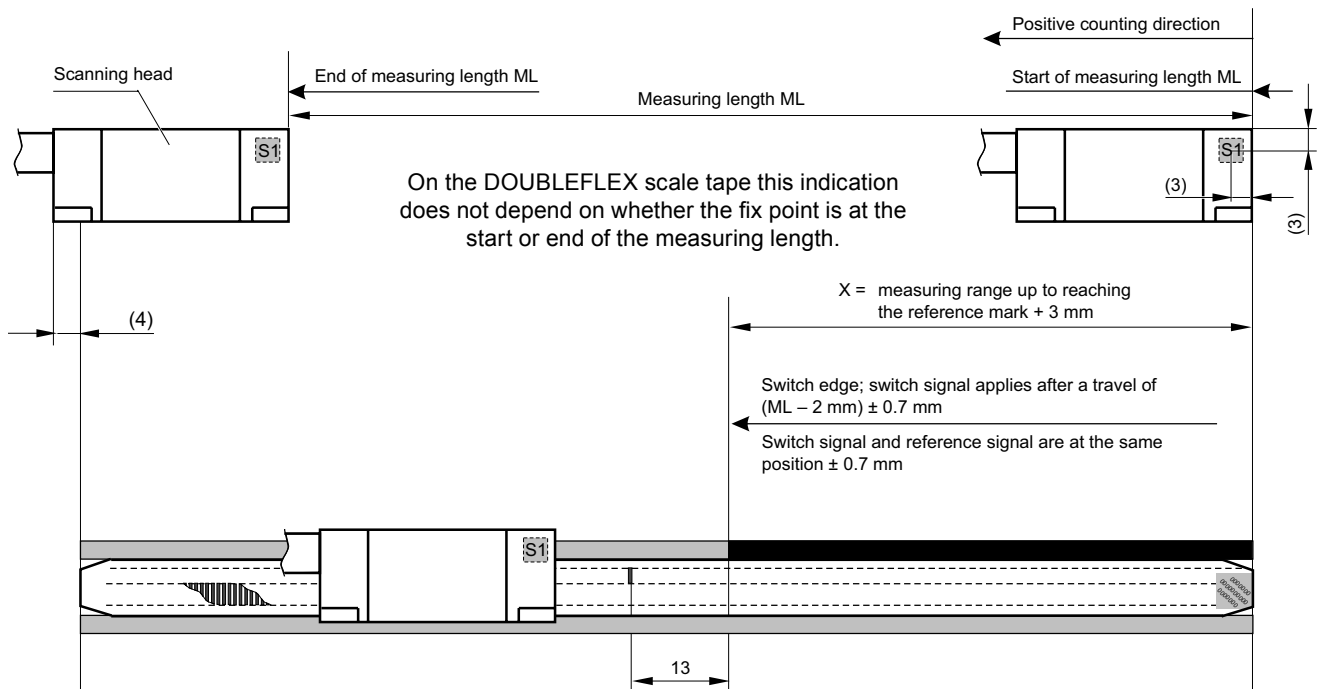 Positive counting direction
Scanning head
End of measuring length ML
Start of measuring length ML
Measuring length ML
S1
S1
On the DOUBLEFLEX scale tape this indication
does not depend on whether the fix point is at the
start or end of the measuring length.
(3)
(3)
X = measuring range up to reaching
the reference mark + 3 mm
(4)
Switch edge; switch signal applies after a travel of
(ML – 2 mm) ± 0.7 mm
Switch signal and reference signal are at the same
position ± 0.7 mm
S1
13